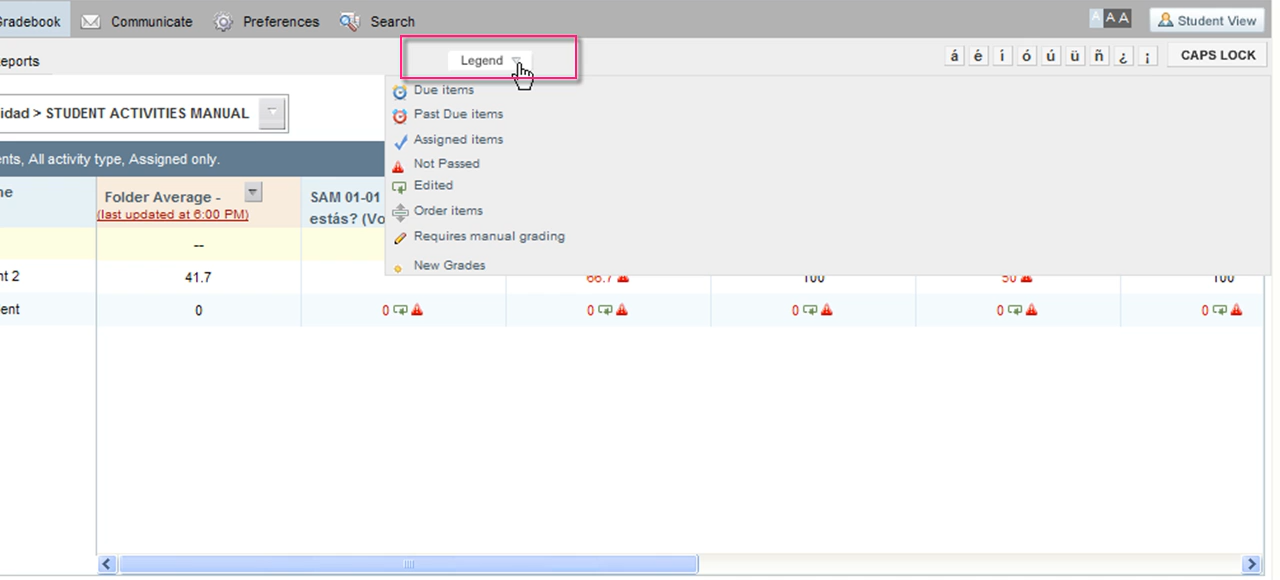 Gradebook Communicate Preferences Search A A A Student View
eports Legend á é í ó ú ü ñ ¿ ¡ CAPS LOCK
Due items
idad > STUDENT ACTIVITIES MANUAL
Past Due items
Assigned items
nts, All activity type, Assigned only.
Not Passed
Edited
Order items
Requires manual grading
New Grades
ne Folder Average - SAM 01-01
(last updated at 6:00 PM) estás? (Vo
--
nt 2 41.7 66.7 100 50 100
ent 0 0 0 0 0 0